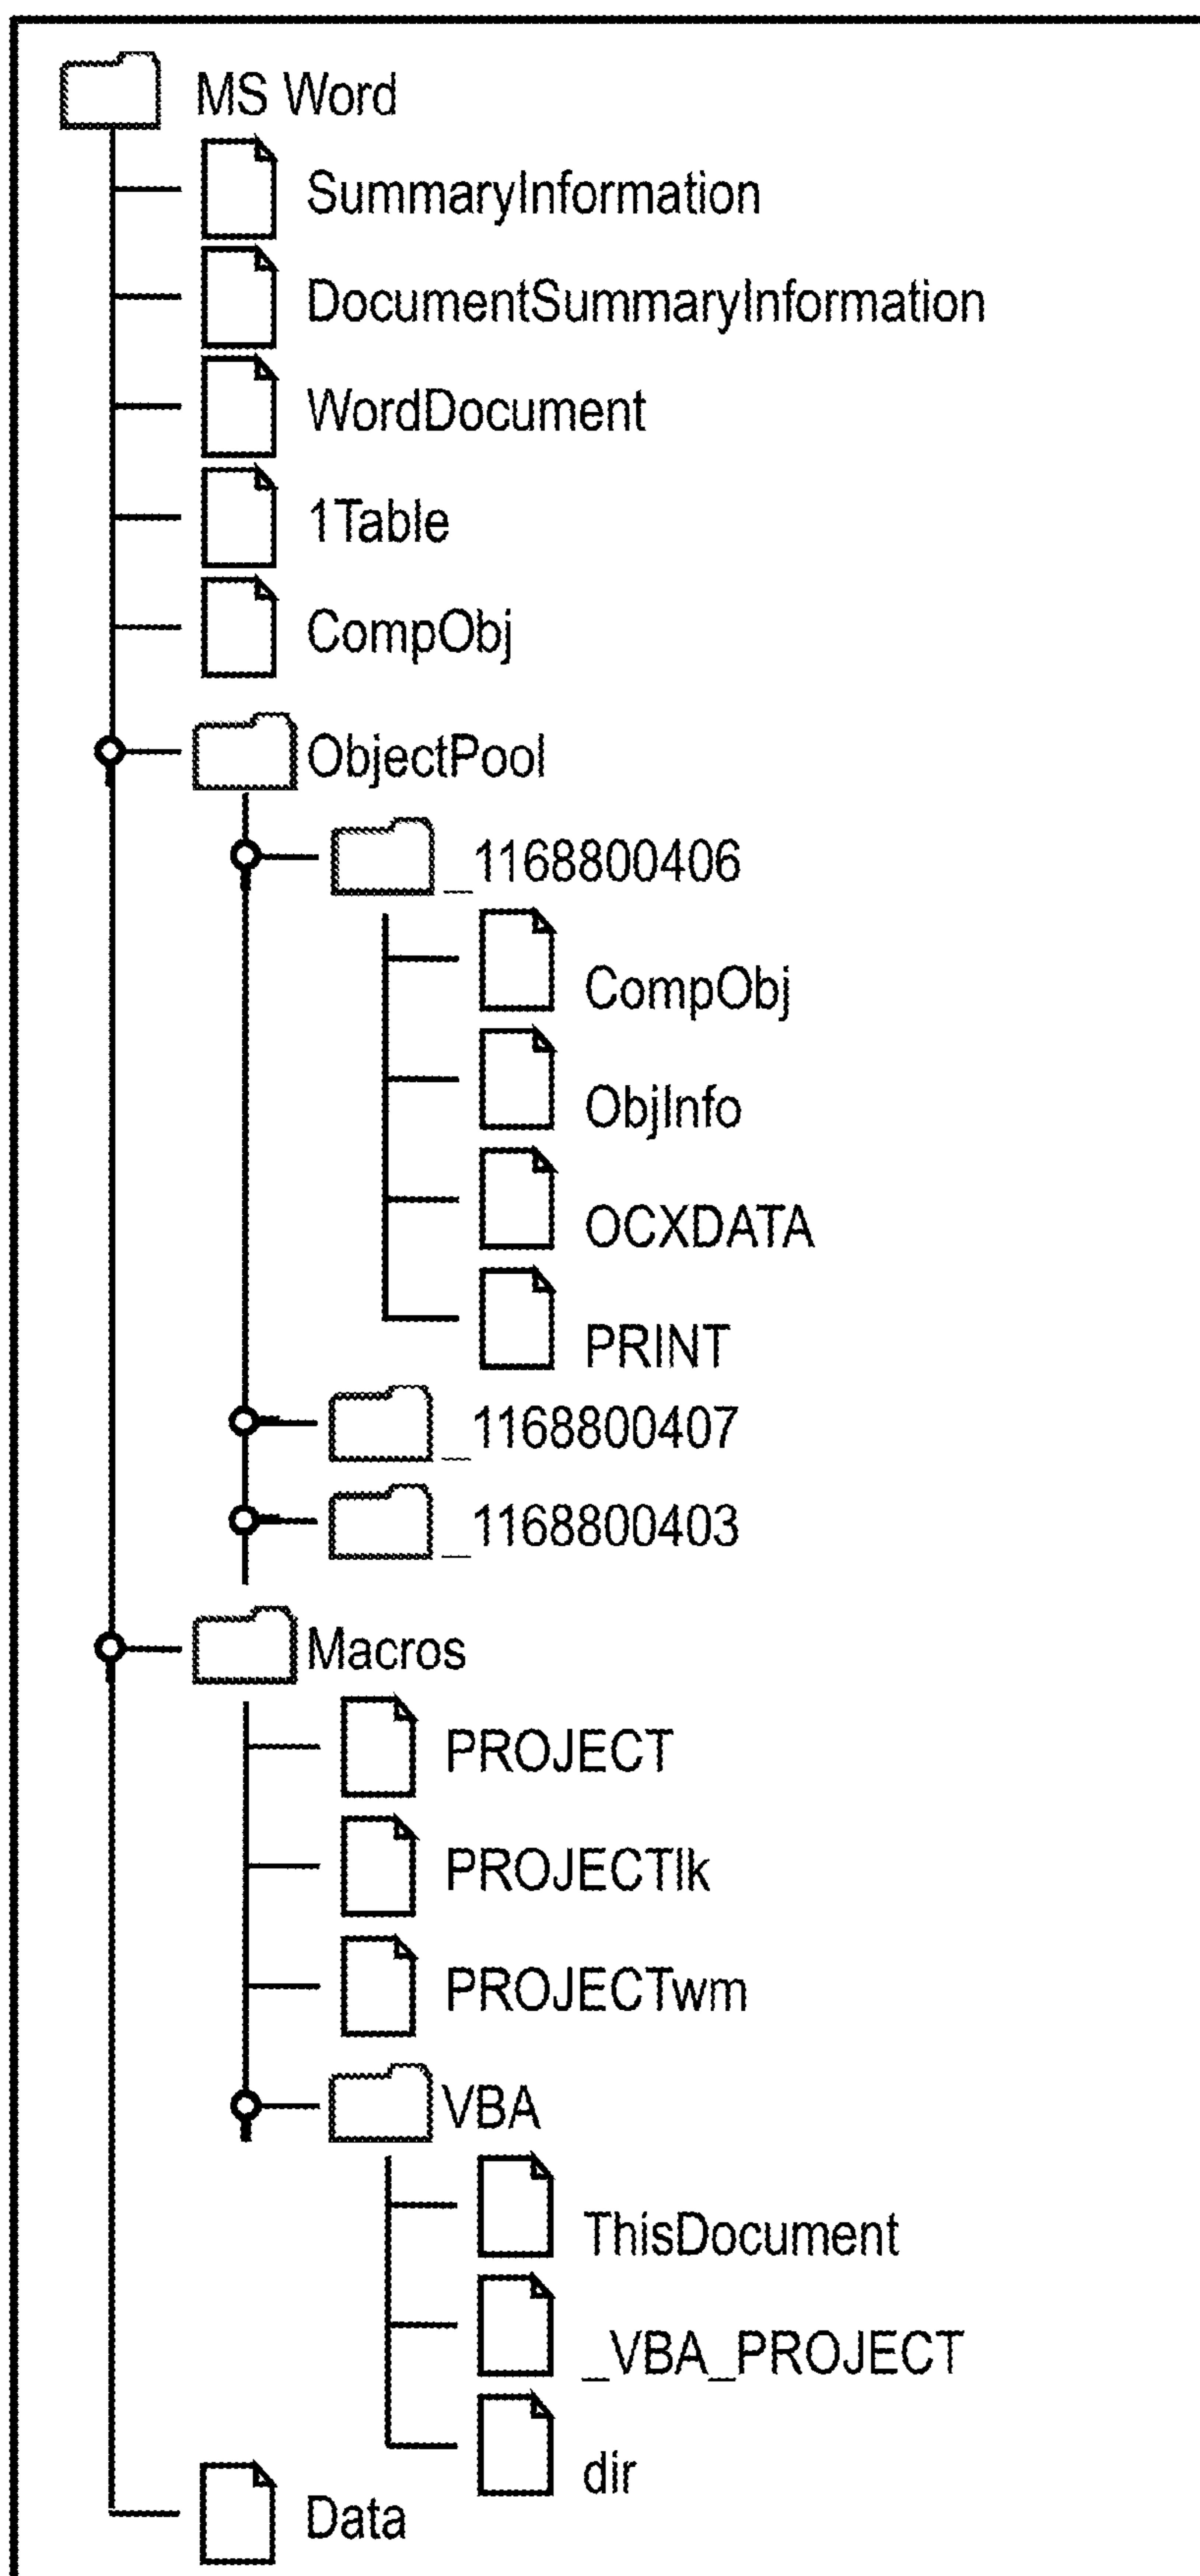 MS Word
SummaryInformation
DocumentSummaryInformation
WordDocument
1Table
CompObj
ObjectPool
_1168800406
CompObj
ObjInfo
OCXDATA
PRINT
_1168800407
_1168800403
Macros
PROJECT
PROJECTlk
PROJECTwm
VBA
ThisDocument
_VBA_PROJECT
dir
Data